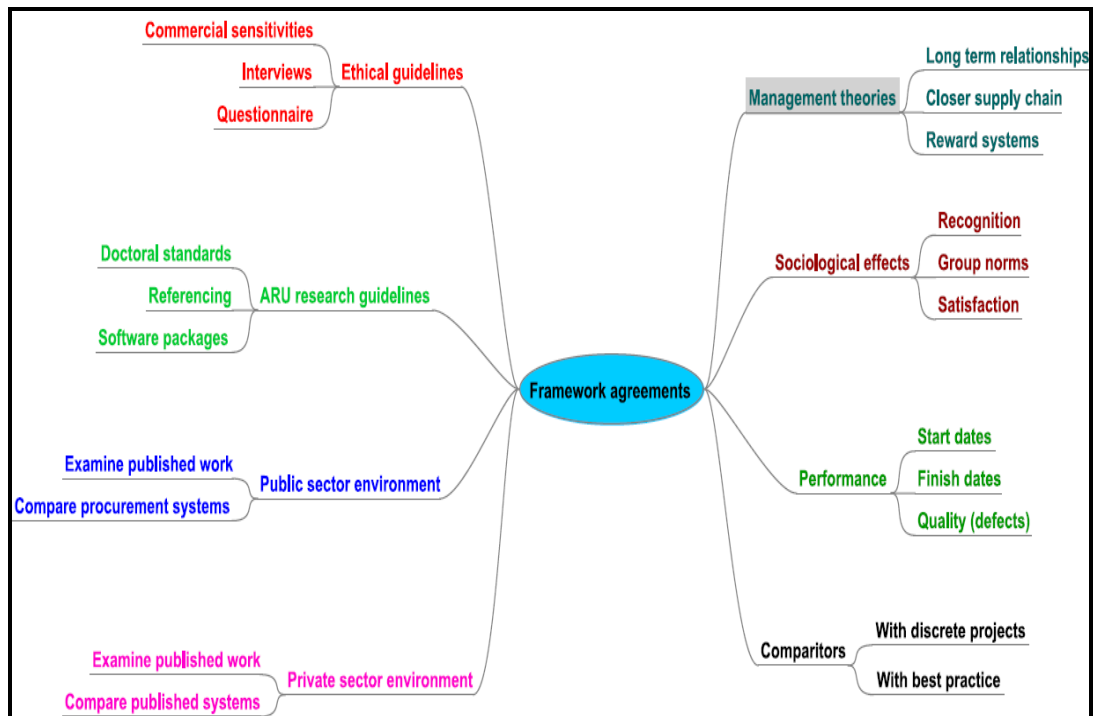 Commercial sensitivities
Interviews
Questionnaire
Ethical guidelines
Doctoral standards
Referencing
Software packages
ARU research guidelines
Examine published work
Compare procurement systems
Public sector environment
Examine published work
Compare published systems
Private sector environment
Framework agreements
Management theories
Long term relationships
Closer supply chain
Reward systems
Sociological effects
Recognition
Group norms
Satisfaction
Performance
Start dates
Finish dates
Quality (defects)
Comparitors
With discrete projects
With best practice